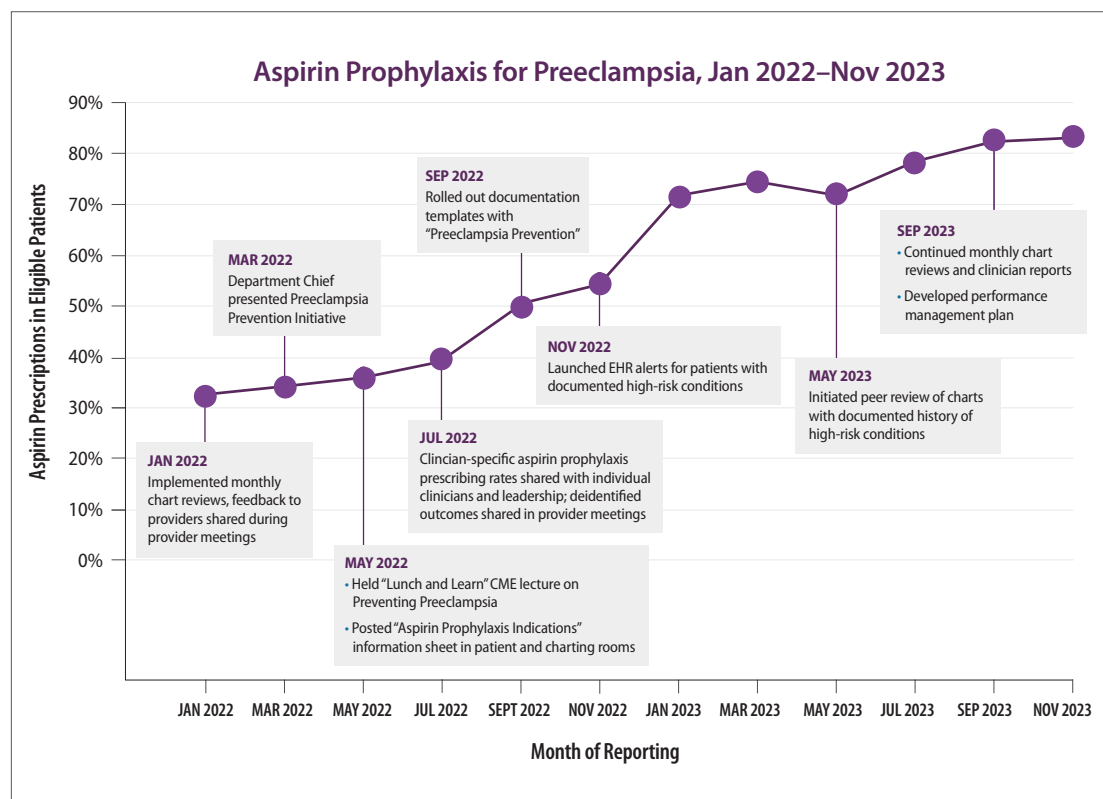 Aspirin Prophylaxis for Preeclampsia, Jan 2022–Nov 2023
Aspirin Prescriptions in Eligible Patients
90%
80%
70%
60%
50%
40%
30%
20%
10%
0%
JAN 2022
Implemented monthly
chart reviews, feedback to
providers shared during
provider meetings
MAR 2022
Department Chief
presented Preeclampsia
Prevention Initiative
MAY 2022
• Held “Lunch and Learn” CME lecture on
Preventing Preeclampsia
• Posted “Aspirin Prophylaxis Indications”
information sheet in patient and charting rooms
JUL 2022
Clincian-specific aspirin prophylaxis
prescribing rates shared with individual
clinicians and leadership; deidentified
outcomes shared in provider meetings
SEP 2022
Rolled out documentation
templates with
“Preeclampsia Prevention”
NOV 2022
Launched EHR alerts for patients with
documented high-risk conditions
MAY 2023
Initiated peer review of charts
with documented history of
high-risk conditions
SEP 2023
• Continued monthly chart
reviews and clinician reports
• Developed performance
management plan
JAN 2022
MAR 2022
MAY 2022
JUL 2022
SEPT 2022
NOV 2022
JAN 2023
MAR 2023
MAY 2023
JUL 2023
SEP 2023
NOV 2023
Month of Reporting